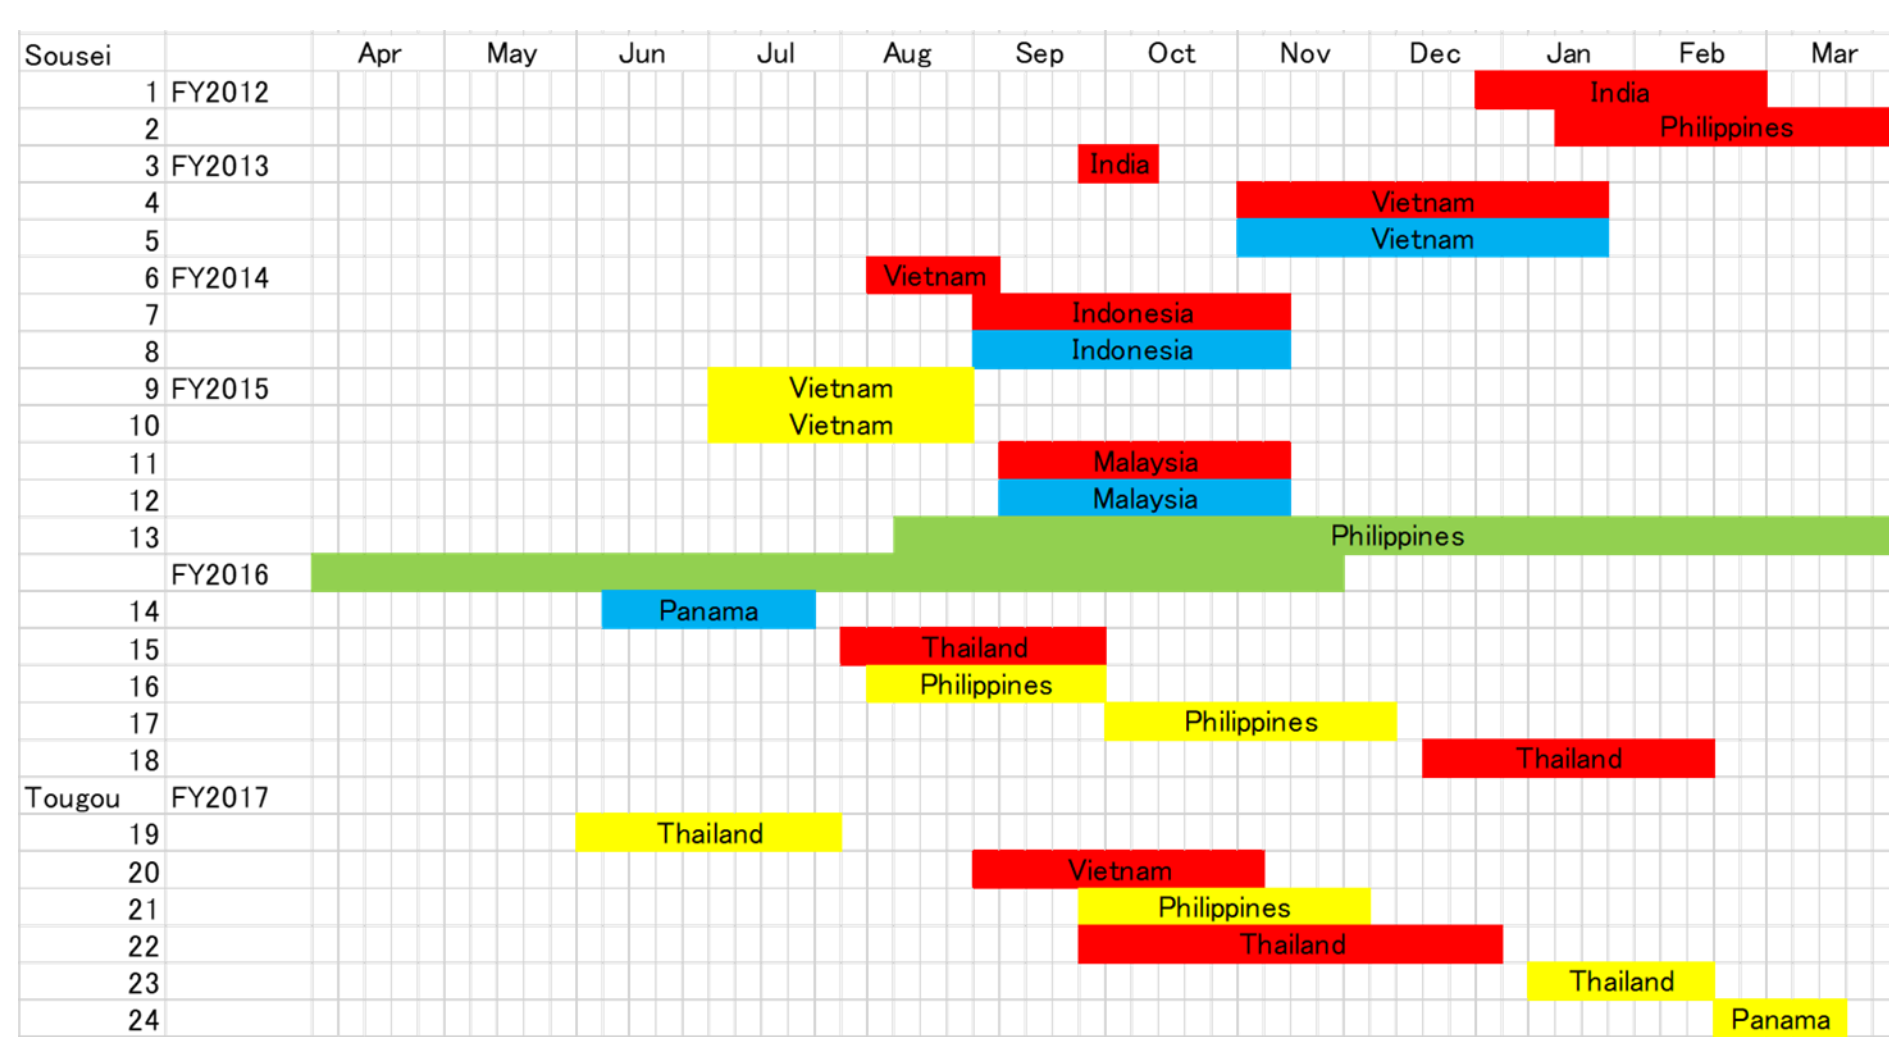 Sousei Apr May Jun Jul Aug Sep Oct Nov Dec Jan Feb Mar
1 FY2012 India
2 Philippines
3 FY2013 India
4 Vietnam
5 Vietnam
6 FY2014 Vietnam
7 Indonesia
8 Indonesia
9 FY2015 Vietnam
10 Vietnam
11 Malaysia
12 Malaysia
13 Philippines
FY2016
14 Panama
15 Thailand
16 Philippines
17 Philippines
18 Thailand
Tougou FY2017
19 Thailand
20 Vietnam
21 Philippines
22 Thailand
23 Thailand
24 Panama